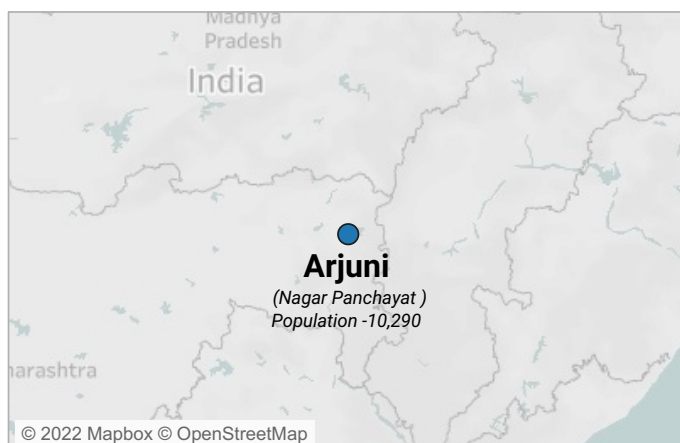 Madhya
Pradesh
India
Arjuni
(Nagar Panchayat )
Population -10,290
arashtra
© 2022 Mapbox © OpenStreetMap